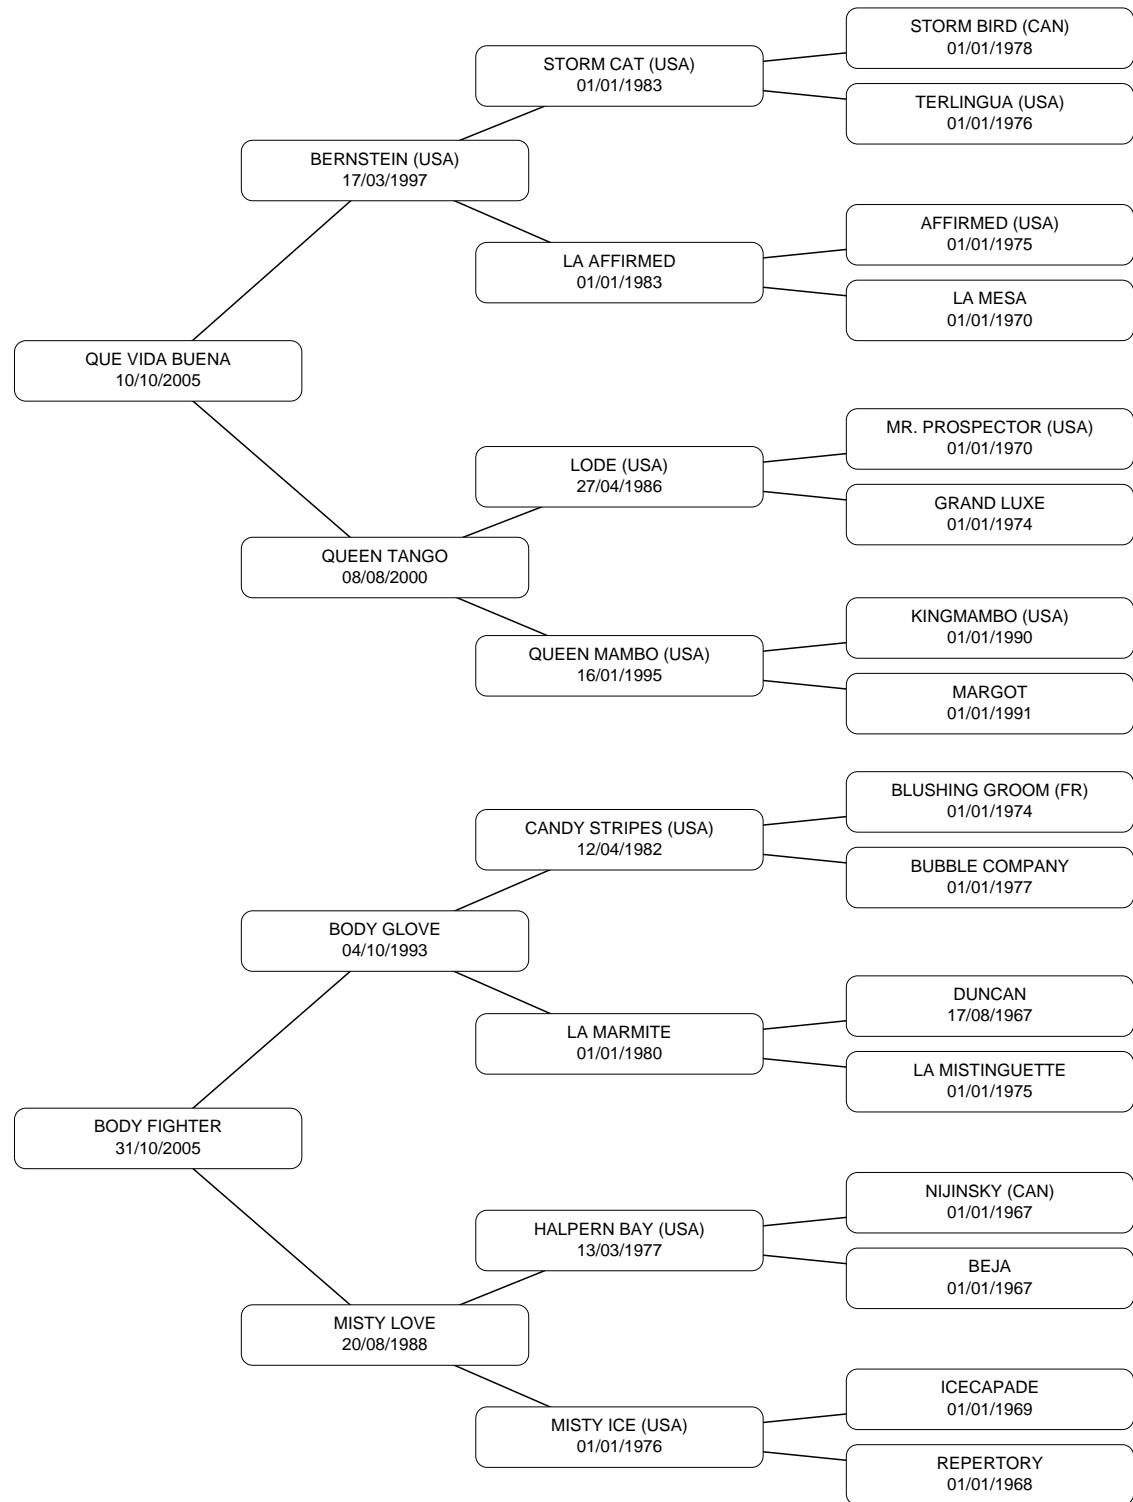 STORM BIRD (CAN)
01/01/1978
STORM CAT (USA)
01/01/1983
TERLINGUA (USA)
01/01/1976
BERNSTEIN (USA)
17/03/1997
AFFIRMED (USA)
01/01/1975
LA AFFIRMED
01/01/1983
LA MESA
01/01/1970
QUE VIDA BUENA
10/10/2005
MR. PROSPECTOR (USA)
01/01/1970
LODE (USA)
27/04/1986
GRAND LUXE
01/01/1974
QUEEN TANGO
08/08/2000
KINGMAMBO (USA)
01/01/1990
QUEEN MAMBO (USA)
16/01/1995
MARGOT
01/01/1991
BLUSHING GROOM (FR)
01/01/1974
CANDY STRIPES (USA)
12/04/1982
BUBBLE COMPANY
01/01/1977
BODY GLOVE
04/10/1993
DUNCAN
17/08/1967
LA MARMITE
01/01/1980
LA MISTINGUETTE
01/01/1975
BODY FIGHTER
31/10/2005
NIJINSKY (CAN)
01/01/1967
HALPERN BAY (USA)
13/03/1977
BEJA
01/01/1967
MISTY LOVE
20/08/1988
ICECAPADE
01/01/1969
MISTY ICE (USA)
01/01/1976
REPERTORY
01/01/1968